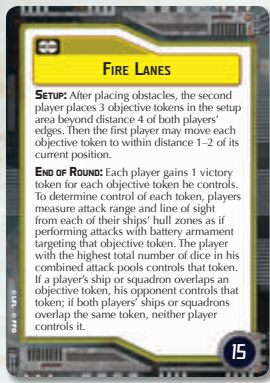 FIRE LANES
SETUP: After placing obstacles, the second
player places 3 objective tokens in the setup
area beyond distance 4 of both players'
edges. Then the first player may move each
objective token to within distance 1–2 of its
current position.
END OF ROUND: Each player gains 1 victory
token for each objective token he controls.
To determine control of each token, players
measure attack range and line of sight
from each of their ships' hull zones as if
performing attacks with battery armament
targeting that objective token. The player
with the highest total number of dice in his
combined attack pools controls that token.
If a player's ship or squadron overlaps an
objective token, his opponent controls that
token; if both players' ships or squadrons
overlap the same token, neither player
controls it.
© LFL © FFG
15